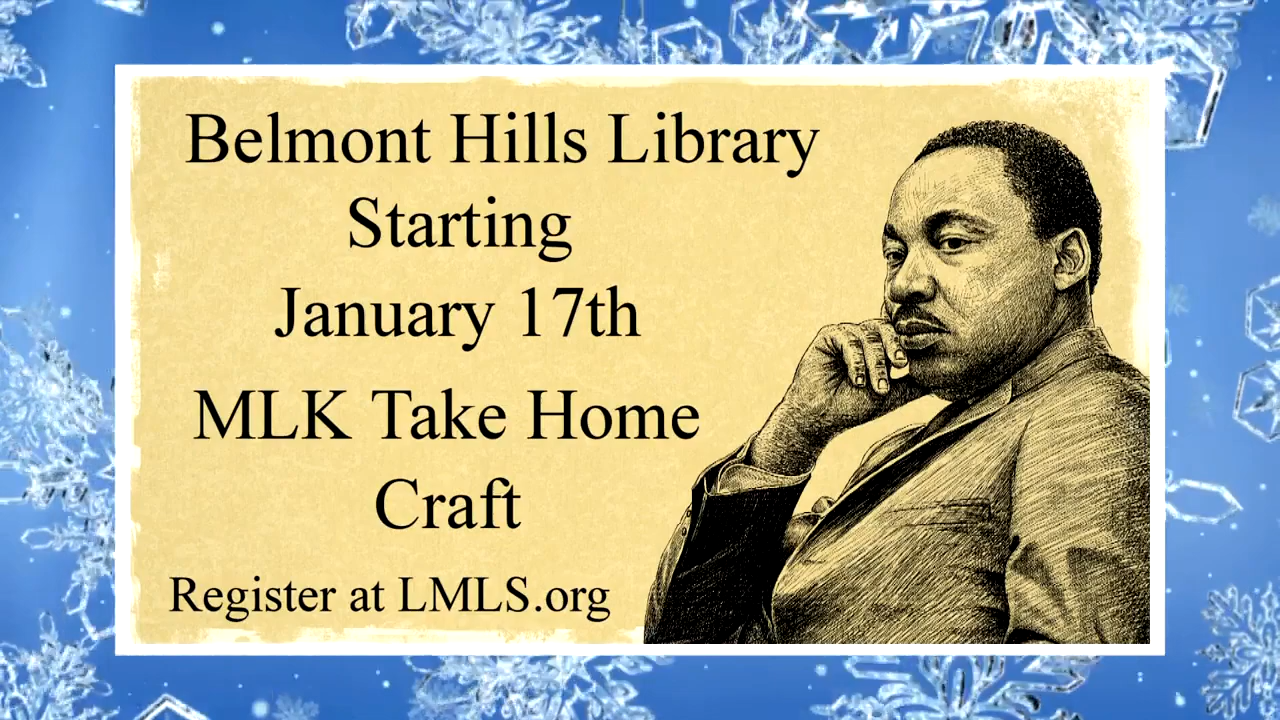 Belmont Hills Library
Starting
January 17th
MLK Take Home
Craft
Register at LMLS.org